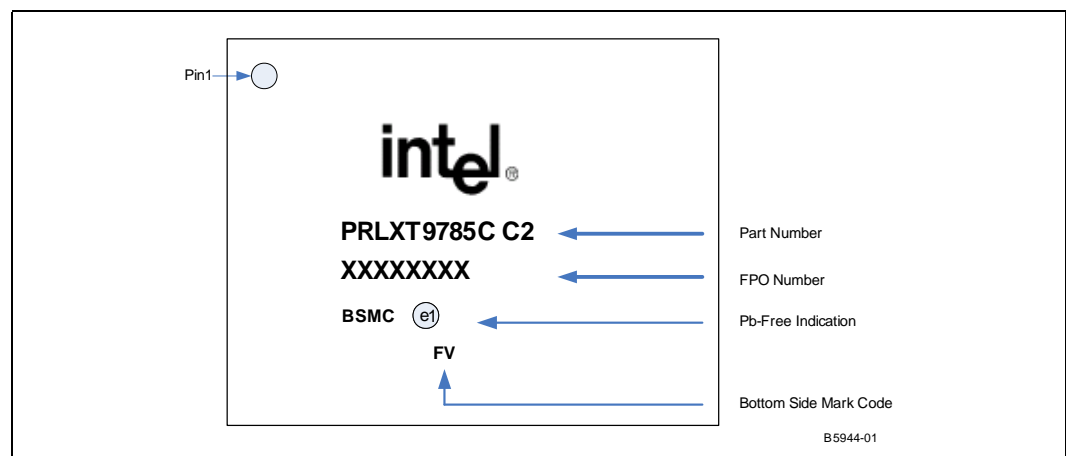 Pin1
intel®
PRLXT9785C C2
Part Number
XXXXXXXX
FPO Number
BSMC e1
Pb-Free Indication
FV
Bottom Side Mark Code
B5944-01